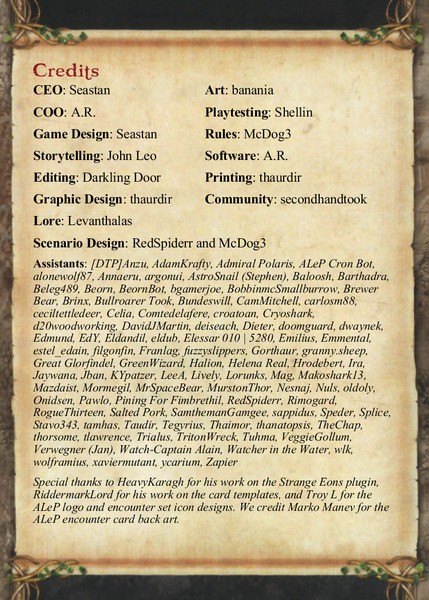 Credits
CEO: Seastan
Art: banania
COO: A.R.
Playtesting: Shellin
Game Design: Seastan
Rules: McDog3
Storytelling: John Leo
Software: A.R.
Editing: Darkling Door
Printing: thaurdir
Graphic Design: thaurdir
Community: secondhandtook
Lore: Levanthalas
Scenario Design: RedSpiderr and McDog3
Assistants: [DTP]Anzu, AdamKrafty, Admiral Polaris, ALeP Cron Bot,
alonewolf87, Annaeru, argonui, AstroSnail (Stephen), Baloosh, Barthadra,
Beleg489, Beorn, BeornBot, bgamerjoe, BobbinmcSmallburrow, Brewer
Bear, Brinx, Bullroarer Took, Bundeswill, CamMitchell, carlosm88,
ceciltettledeer, Celia, Comtedelafere, croatoan, Cryoshark,
d20woodworking, DavidJMartin, deiseach, Dieter, doomguard, dwaynek,
Edmund, EdY, Eldandil, eldub, Elessar 010 | 5280, Emilius, Emmental,
estel_edain, filgonfin, Franlag, fuzzyslippers, Gorthaur, granny.sheep,
Great Glorfindel, GreenWizard, Halion, Helena Real, Hrodebert, Ira,
Jaywana, Jban, KYpatzer, LeeA, Lively, Lorunks, Mag, Makoshark13,
Mazdaist, Mormegil, MrSpaceBear, MurstonThor, Nesnaj, Nuls, oldoly,
Onidsen, Pawlo, Pining For Fimbrethil, RedSpiderr, Rimogard,
RogueThirteen, Salted Pork, SamthemanGamgee, sappidus, Speder, Splice,
Stavo343, tamhas, Taudir, Tegyrius, Thaimor, thanatopsis, TheChap,
thorsome, tlawrence, Trialus, TritonWreck, Tuhma, VeggieGollum,
Verwegner (Jan), Watch-Captain Alain, Watcher in the Water, wlk,
wolframius, xaviermutant, ycarium, Zapier
Special thanks to HeavyKaragh for his work on the Strange Eons plugin,
RiddermarkLord for his work on the card templates, and Troy L for the
ALeP logo and encounter set icon designs. We credit Marko Manev for the
ALeP encounter card back art.